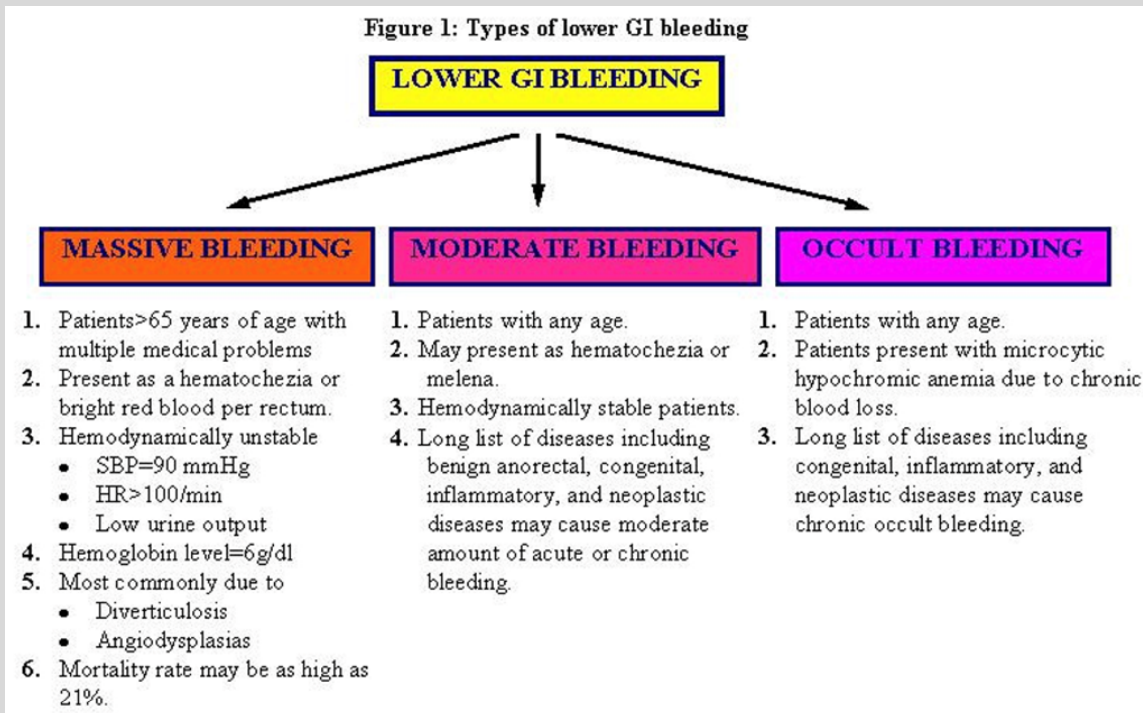 Figure 1: Types of lower GI bleeding
LOWER GI BLEEDING
MASSIVE BLEEDING
1. Patients>65 years of age with
multiple medical problems
2. Present as a hematochezia or
bright red blood per rectum.
3. Hemodynamically unstable
• SBP=90 mmHg
• HR>100/min
• Low urine output
4. Hemoglobin level=6g/dl
5. Most commonly due to
• Diverticulosis
• Angiodysplasias
6. Mortality rate may be as high as
21%.
MODERATE BLEEDING
1. Patients with any age.
2. May present as hematochezia or
melena.
3. Hemodynamically stable patients.
4. Long list of diseases including
benign anorectal, congenital,
inflammatory, and neoplastic
diseases may cause moderate
amount of acute or chronic
bleeding.
OCCULT BLEEDING
1. Patients with any age.
2. Patients present with microcytic
hypochromic anemia due to chronic
blood loss.
3. Long list of diseases including
congenital, inflammatory, and
neoplastic diseases may cause
chronic occult bleeding.